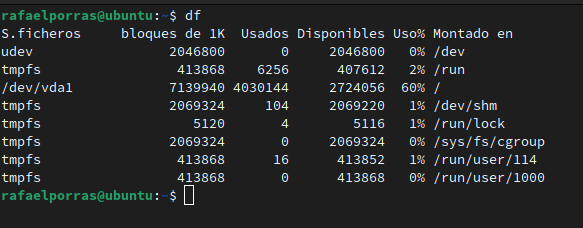 rafaelporras@ubuntu:~$ df
S.ficheros     bloques de 1K  Usados Disponibles Uso% Montado en
udev                 2046800       0     2046800   0% /dev
tmpfs                 413868    6256      407612   2% /run
/dev/vda1            7139940 4030144     2724056  60% /
tmpfs                2069324     104     2069220   1% /dev/shm
tmpfs                   5120       4        5116   1% /run/lock
tmpfs                2069324       0     2069324   0% /sys/fs/cgroup
tmpfs                 413868      16      413852   1% /run/user/114
tmpfs                 413868       0      413868   0% /run/user/1000
rafaelporras@ubuntu:~$